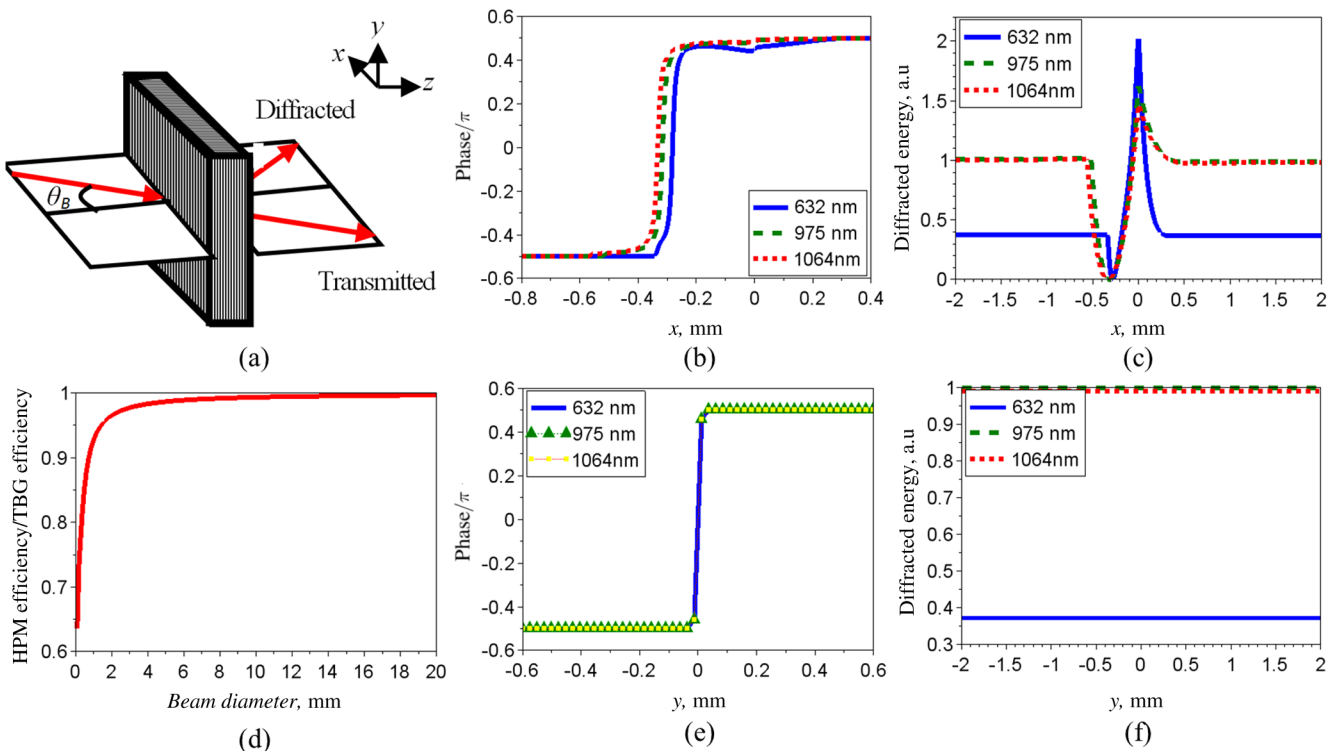 x
y
z
Diffracted
θB
Transmitted
(a)
0.6
0.4
0.2
0
-0.2
-0.4
-0.6
Phase/π
632 nm
975 nm
1064nm
-0.8 -0.6 -0.4 -0.2 0 0.2 0.4
x, mm
(b)
2
1.5
1
0.5
0
Diffracted energy, a.u
632 nm
975 nm
1064nm
-2 -1.5 -1 -0.5 0 0.5 1 1.5 2
x, mm
(c)
1
0.9
0.8
0.7
0.6
HPM efficiency/TBG efficiency
0 2 4 6 8 10 12 14 16 18 20
Beam diameter, mm
(d)
0.6
0.4
0.2
0
-0.2
-0.4
-0.6
Phase/π
632 nm
975 nm
1064nm
-0.6 -0.4 -0.2 0 0.2 0.4 0.6
y, mm
(e)
1
0.9
0.8
0.7
0.6
0.5
0.4
0.3
Diffracted energy, a.u
632 nm
975 nm
1064nm
-2 -1.5 -1 -0.5 0 0.5 1 1.5 2
y, mm
(f)